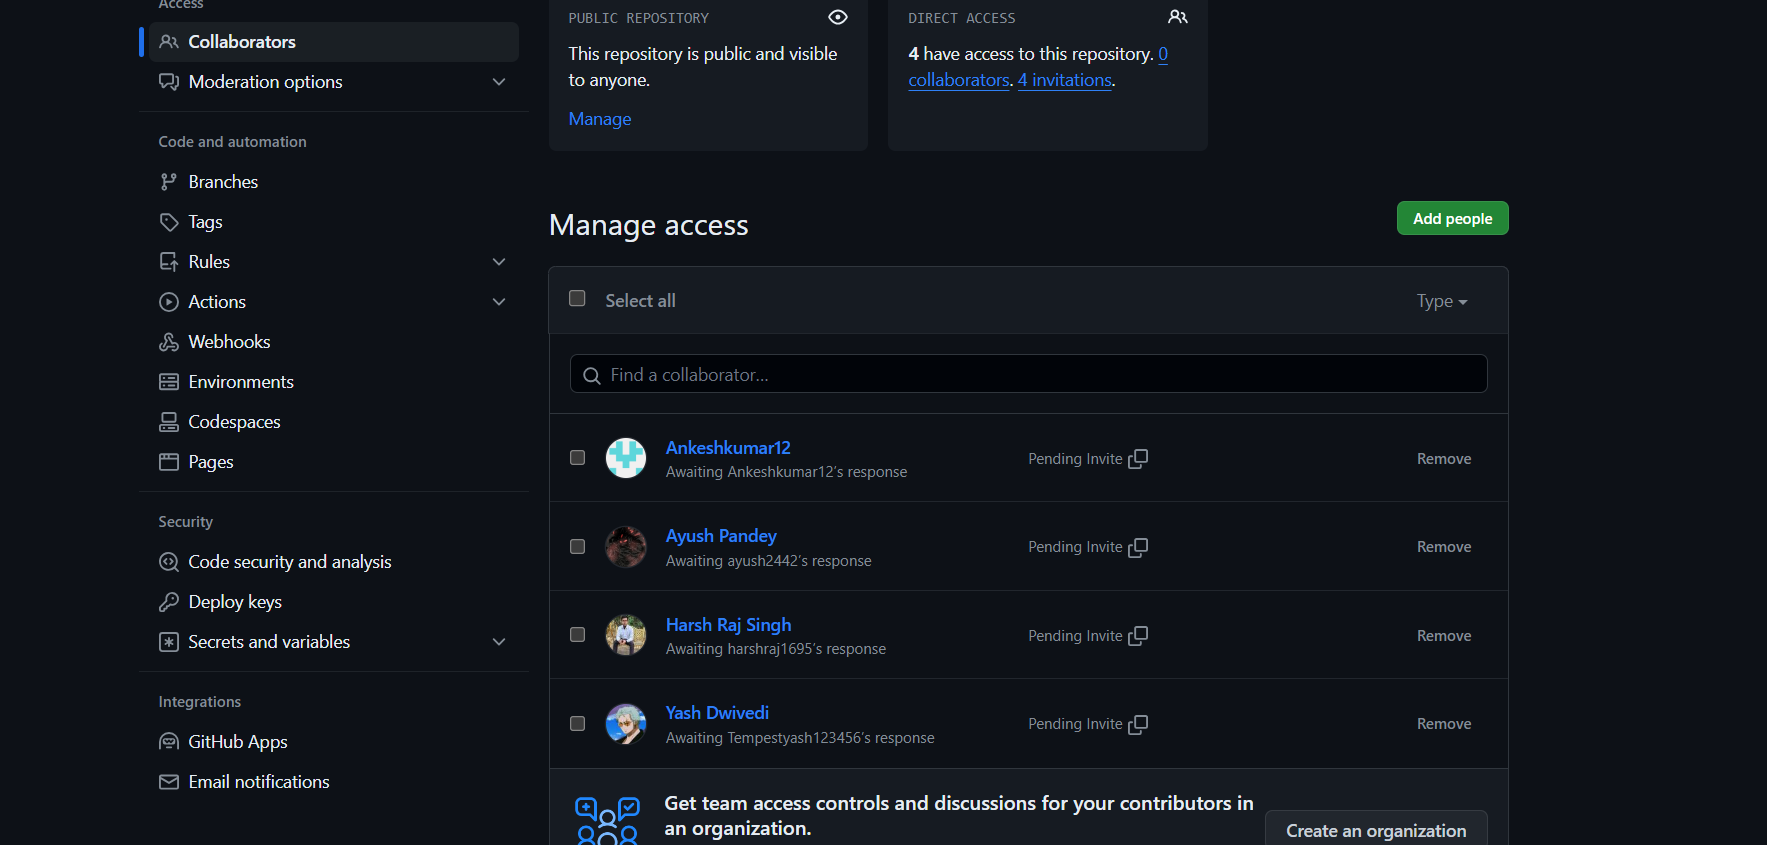 Access
Collaborators
Moderation options
Code and automation
Branches
Tags
Rules
Actions
Webhooks
Environments
Codespaces
Pages
Security
Code security and analysis
Deploy keys
Secrets and variables
Integrations
GitHub Apps
Email notifications
PUBLIC REPOSITORY
This repository is public and visible
to anyone.
Manage
DIRECT ACCESS
4 have access to this repository. 0
collaborators. 4 invitations.
Manage access
Add people
Select all
Type
Find a collaborator...
Ankeshkumar12
Awaiting Ankeshkumar12's response
Pending Invite
Remove
Ayush Pandey
Awaiting ayush2442's response
Pending Invite
Remove
Harsh Raj Singh
Awaiting harshraj1695's response
Pending Invite
Remove
Yash Dwivedi
Awaiting Tempestyash123456's response
Pending Invite
Remove
Get team access controls and discussions for your contributors in
an organization.
Create an organization